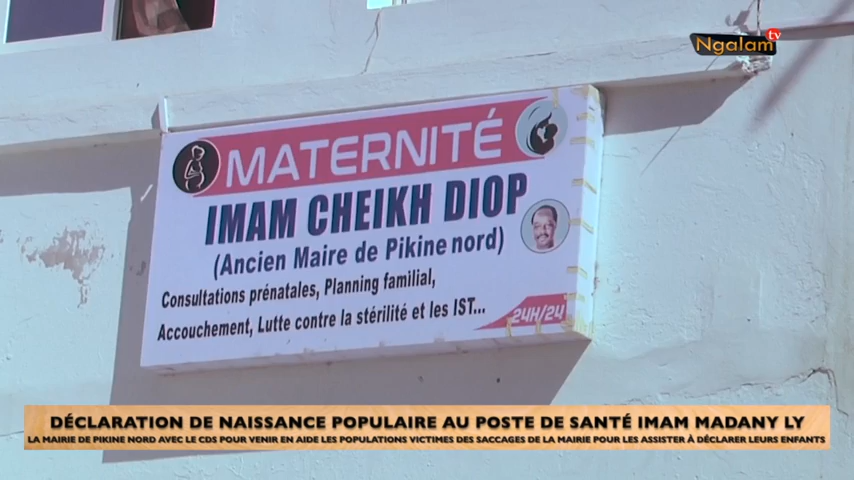 Ngalam tv
MATERNITÉ
IMAM CHEIKH DIOP
(Ancien Maire de Pikine nord)
Consultations prénatales, Planning familial,
Accouchement, Lutte contre la stérilité et les IST...
24H/24
DÉCLARATION DE NAISSANCE POPULAIRE AU POSTE DE SANTÉ IMAM MADANY LY
LA MAIRIE DE PIKINE NORD AVEC LE CDS POUR VENIR EN AIDE LES POPULATIONS VICTIMES DES SACCAGES DE LA MAIRIE POUR LES ASSISTER À DÉCLARER LEURS ENFANTS